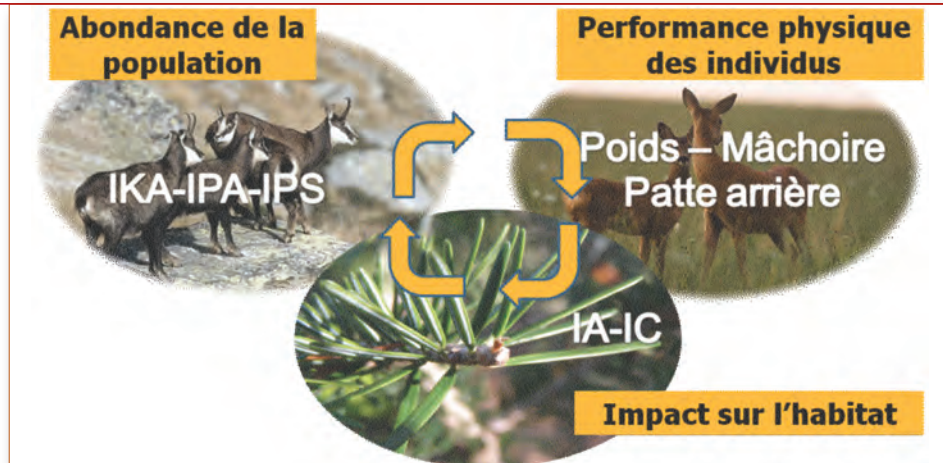 Abondance de la
population
IKA-IPA-IPS
Performance physique
des individus
Poids – Mâchoire
Patte arrière
IA-IC
Impact sur l'habitat